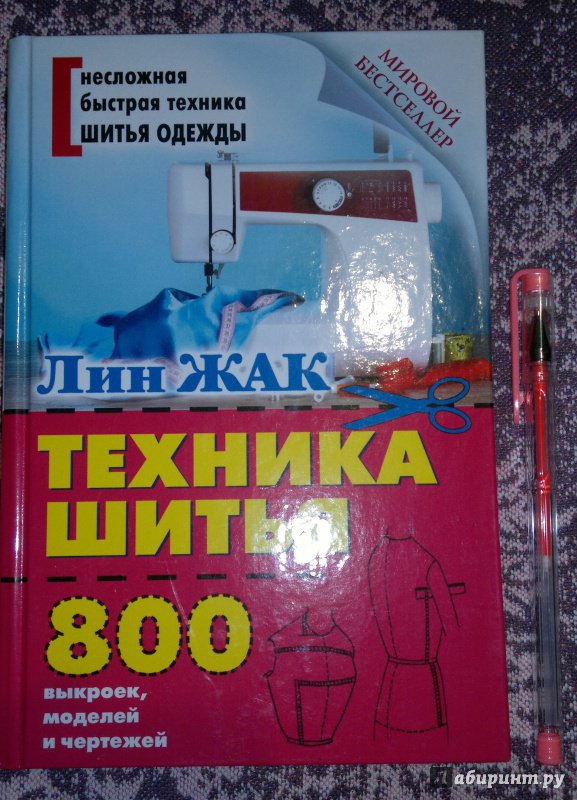 несложная
быстрая техника
ШИТЬЯ ОДЕЖДЫ
МИРОВОЙ
БЕСТСЕЛЛЕР
Лин ЖАК
ТЕХНИКА
ШИТЬЯ
800
выкроек,
моделей
и чертежей
Лабиринт.ру